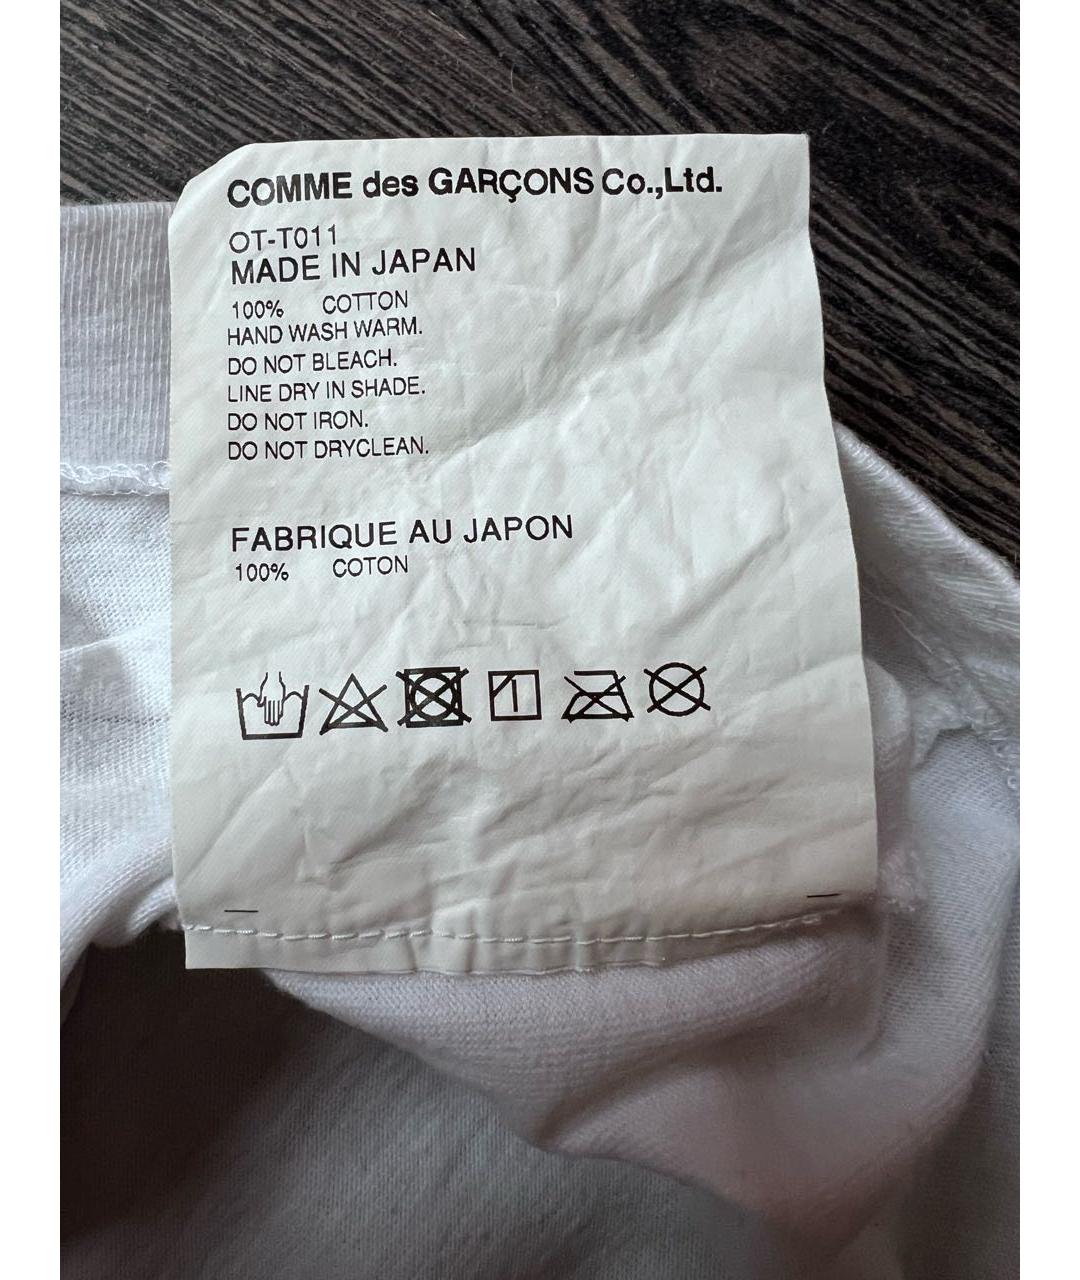 COMME des GARÇONS Co.,Ltd.
OT-T011
MADE IN JAPAN
100% COTTON
HAND WASH WARM.
DO NOT BLEACH.
LINE DRY IN SHADE.
DO NOT IRON.
DO NOT DRYCLEAN.
FABRIQUE AU JAPON
100% COTON